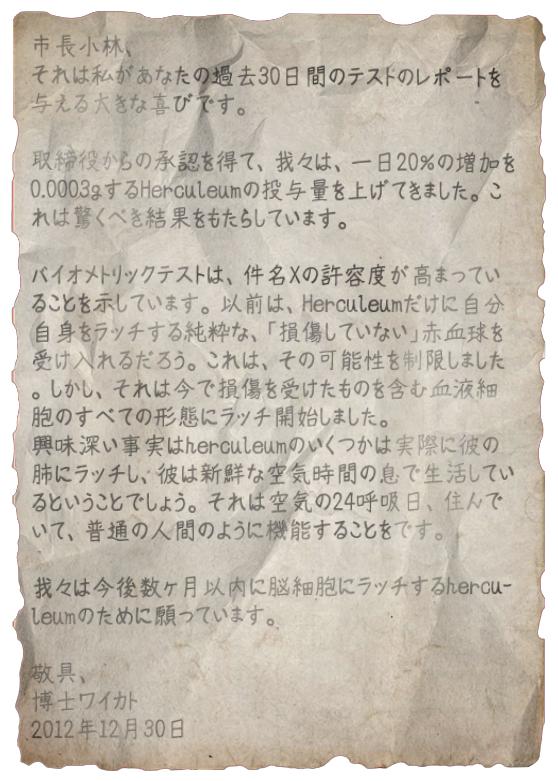 市長小林、
それは私があなたの過去30日間のテストのレポートを
与える大きな喜びです。
取締役からの承認を得て、我々は、一日20%の増加を
0.0003gするHerculeumの投与量を上げてきました。こ
れは驚くべき結果をもたらしています。
バイオメトリックテストは、件名Xの許容度が高まってい
ることを示しています。以前は、Herculeumだけに自分
自身をラッチする純粋な、「損傷していない」赤血球を
受け入れるだろう。これは、その可能性を制限しました
。しかし、それは今で損傷を受けたものを含む血液細
胞のすべての形態にラッチ開始しました。
興味深い事実はherculeumのいくつかは実際に彼の
肺にラッチし、彼は新鮮な空気時間の息で生活してい
るということでしょう。それは空気の24呼吸日、住んで
いて、普通の人間のように機能することをです。
我々は今後数ヶ月以内に脳細胞にラッチするhercu-
leumのために願っています。
敬具、
博士ワイカト
2012年12月30日